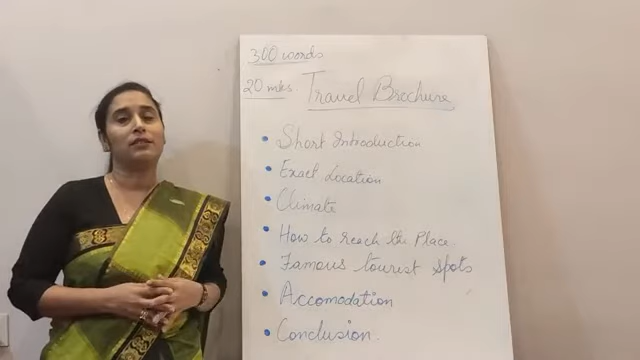 300 words
20 mks. Travel Brochure
• Short Introduction
• Exact Location
• Climate
• How to reach the Place
• Famous tourist spots
• Accomodation
• Conclusion.